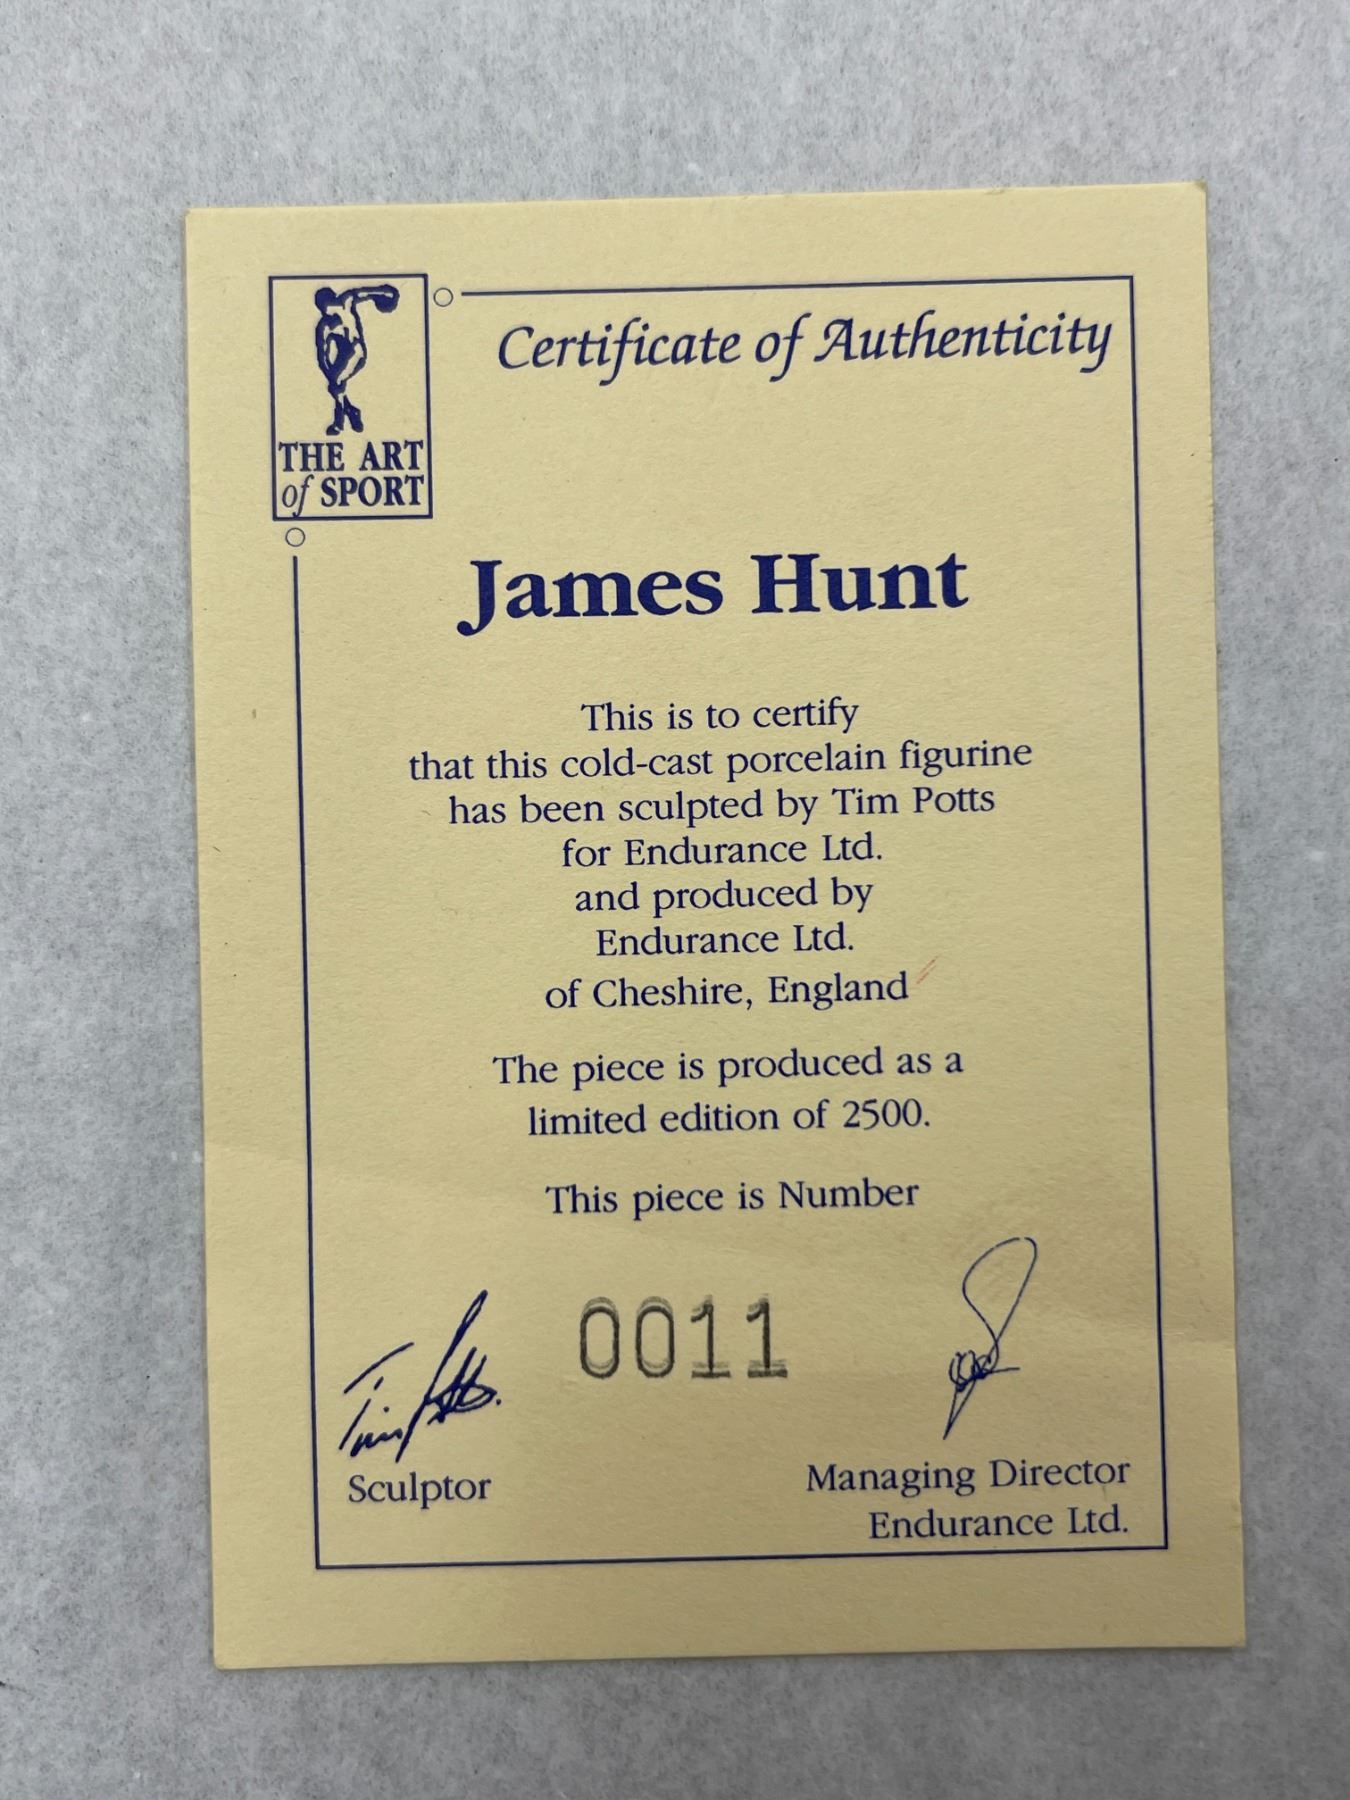 THE ART
of SPORT
Certificate of Authenticity
James Hunt
This is to certify
that this cold-cast porcelain figurine
has been sculpted by Tim Potts
for Endurance Ltd.
and produced by
Endurance Ltd.
of Cheshire, England
The piece is produced as a
limited edition of 2500.
This piece is Number
0011
Tim Potts.
Sculptor
Managing Director
Endurance Ltd.